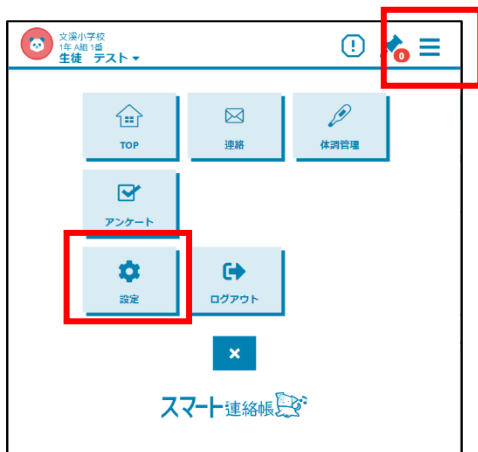 文湯小学校
1年 A組 1番
生徒 テスト▼
0
TOP
連絡
体調管理
アンケート
設定
ログアウト
×
スマート連絡帳